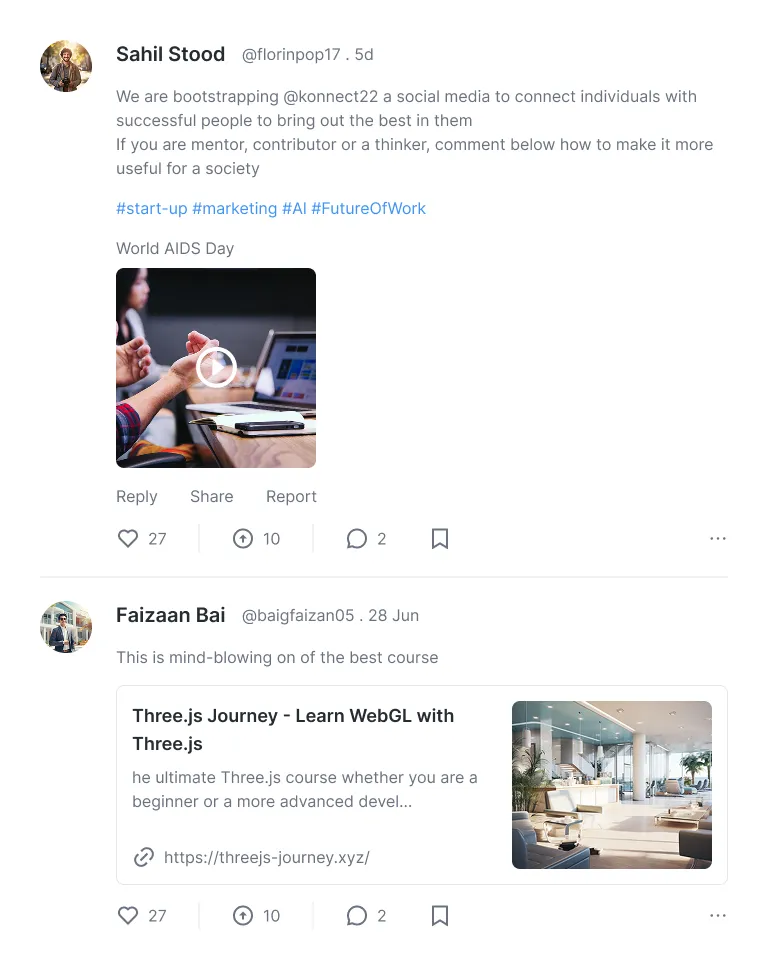 Sahil Stood @florinpop17 . 5d
We are bootstrapping @konnect22 a social media to connect individuals with
successful people to bring out the best in them
If you are mentor, contributor or a thinker, comment below how to make it more
useful for a society
#start-up #marketing #AI #FutureOfWork
World AIDS Day
Reply Share Report
27 10 2 ...
Faizaan Bai @baigfaizan05 . 28 Jun
This is mind-blowing on of the best course
Three.js Journey - Learn WebGL with
Three.js
he ultimate Three.js course whether you are a
beginner or a more advanced devel...
https://threejs-journey.xyz/
27 10 2 ...